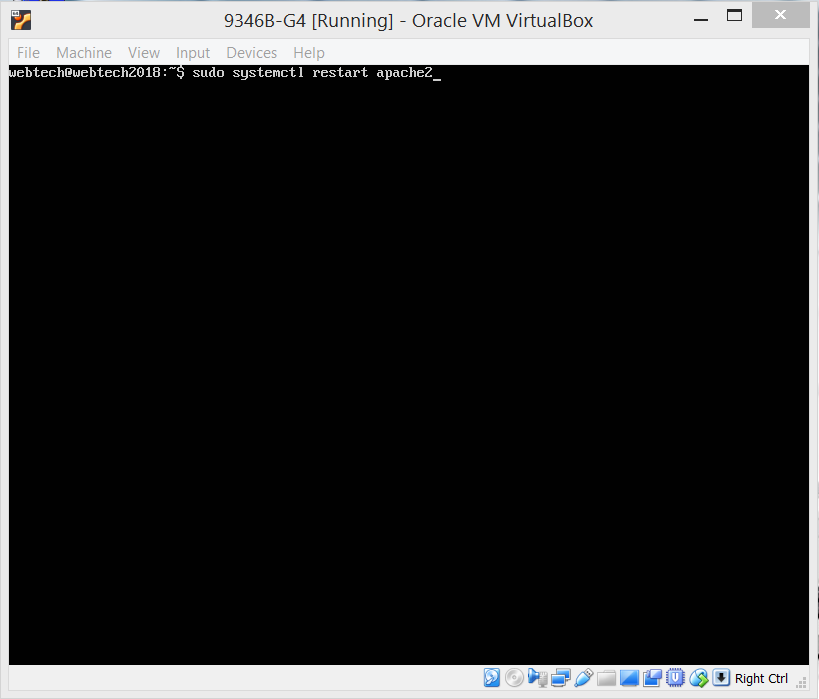 9346B-G4 [Running] - Oracle VM VirtualBox
File Machine View Input Devices Help
webtech@webtech2018:~$ sudo systemctl restart apache2_
Right Ctrl